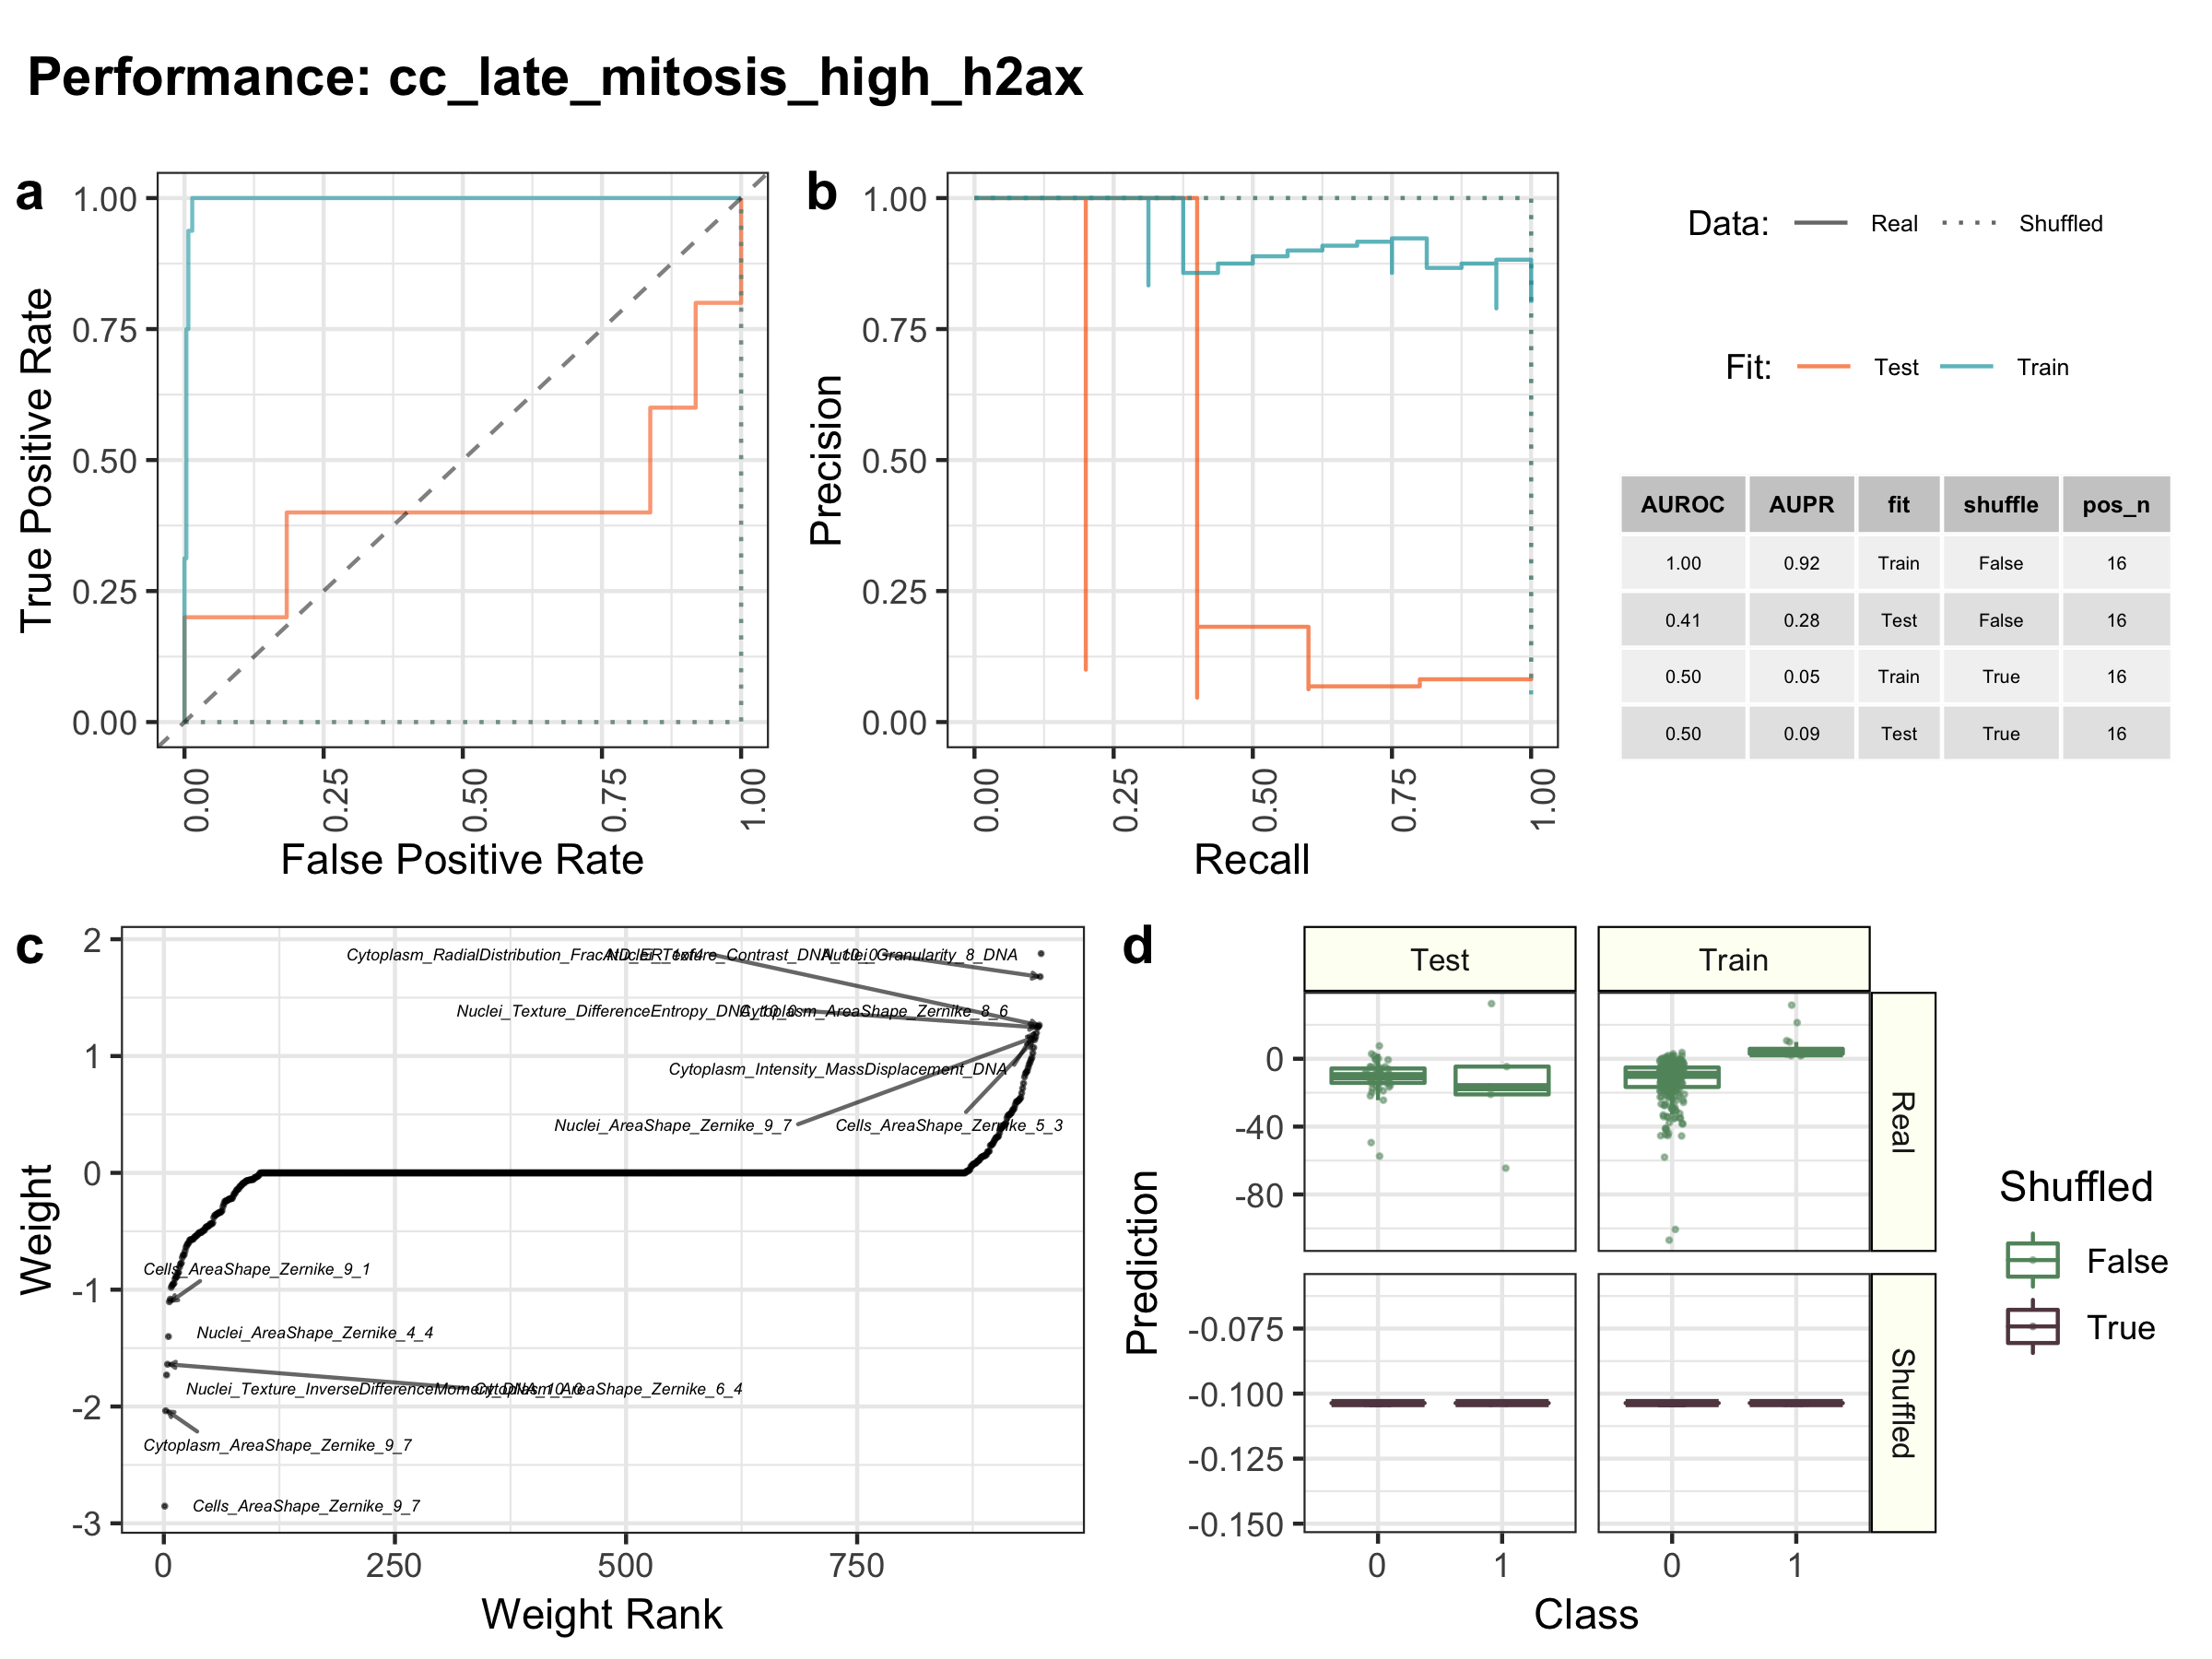 Performance: cc_late_mitosis_high_h2ax
a
True Positive Rate
1.00
0.75
0.50
0.25
0.00
0.00 0.25 0.50 0.75 1.00
False Positive Rate
b
Precision
1.00
0.75
0.50
0.25
0.00
0.00 0.25 0.50 0.75 1.00
Recall
Data: Real Shuffled
Fit: Test Train
AUROC AUPR fit shuffle pos_n
1.00 0.92 Train False 16
0.41 0.28 Test False 16
0.50 0.05 Train True 16
0.50 0.09 Test True 16
c
Weight
2
1
0
-1
-2
-3
Cytoplasm_RadialDistribution_FracAtD_ER_1of4
Nuclei_Texture_Contrast_DNA_10_0
Nuclei_Granularity_8_DNA
Nuclei_Texture_DifferenceEntropy_DNA_10_0
Cytoplasm_AreaShape_Zernike_8_6
Cytoplasm_Intensity_MassDisplacement_DNA
Nuclei_AreaShape_Zernike_9_7
Cells_AreaShape_Zernike_5_3
Cells_AreaShape_Zernike_9_1
Nuclei_AreaShape_Zernike_4_4
Nuclei_Texture_InverseDifferenceMoment_DNA_10_0
Cytoplasm_AreaShape_Zernike_6_4
Cytoplasm_AreaShape_Zernike_9_7
Cells_AreaShape_Zernike_9_7
0 250 500 750
Weight Rank
d
Test Train
Prediction
0
-40
-80
Real
-0.075
-0.100
-0.125
-0.150
Shuffled
0 1 0 1
Class
Shuffled
False
True